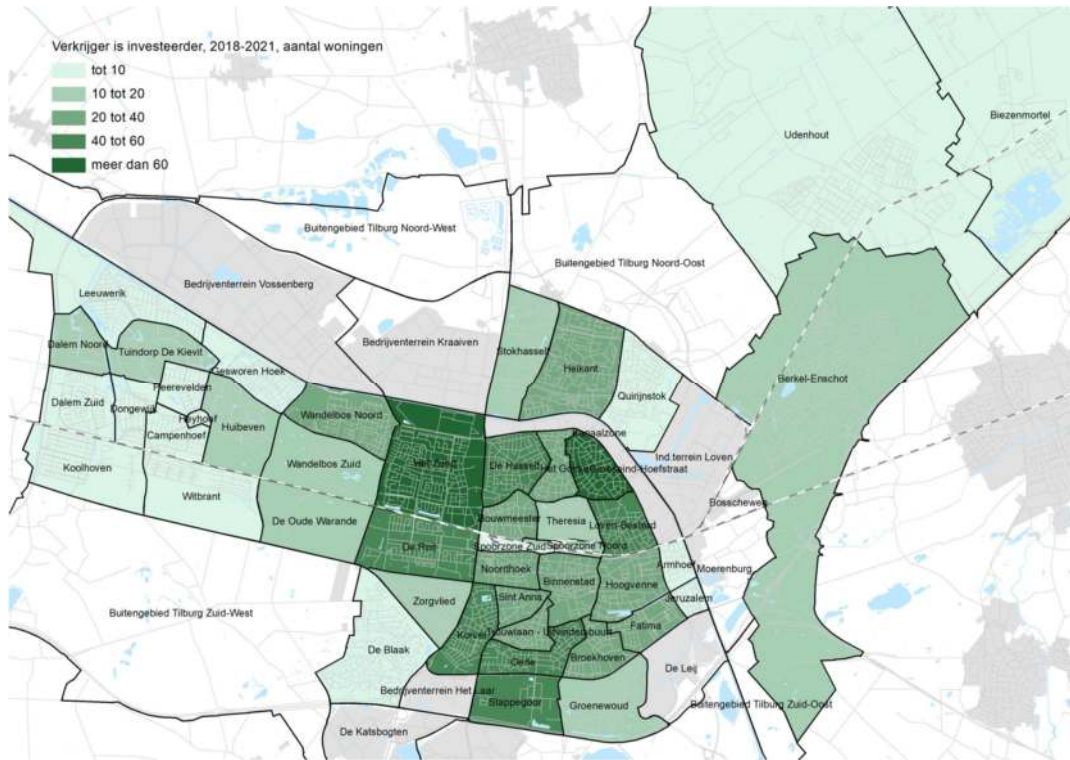 Verkrijger is investeerder, 2018-2021, aantal woningen
tot 10
10 tot 20
20 tot 40
40 tot 60
meer dan 60
Udenhout
Biezenmortel
Buitengebied Tilburg Noord-West
Buitengebied Tilburg Noord-Oost
Bedrijventerrein Vossenberg
Leeuwerik
Bedrijventerrein Kraaiven
Dalem Noord
Tuindorp De Kievit
Stokhasselt
Heikant
Gesworen Hoek
Heerevelden
Quirijnstok
Berkel-Enschot
Dalem Zuid
Dongewijk
Heyhoef
Wandelbos Noord
Huibeven
Campenhoef
Kanaalzone
Ind.terrein Loven
Koolhoven
Wandelbos Zuid
Het Zand
De Hasselt
Hoefstraat
Witbrant
Bosscheweg
De Oude Warande
Bouwmeester
Theresia
Loven-Besterd
De Reit
Spoorzone Zuid
Spoorzone Noord
Armhoef
Moerenburg
Noordhoek
Binnenstad
Hoogvenne
Jeruzalem
Buitengebied Tilburg Zuid-West
Zorgvlied
Sint Anna
Fatima
Korvel
De Blaak
Oerle
Broekhoven
De Leij
Bedrijventerrein Het Laar
Stappegoor
Groenewoud
Buitengebied Tilburg Zuid-Oost
De Katsbogten